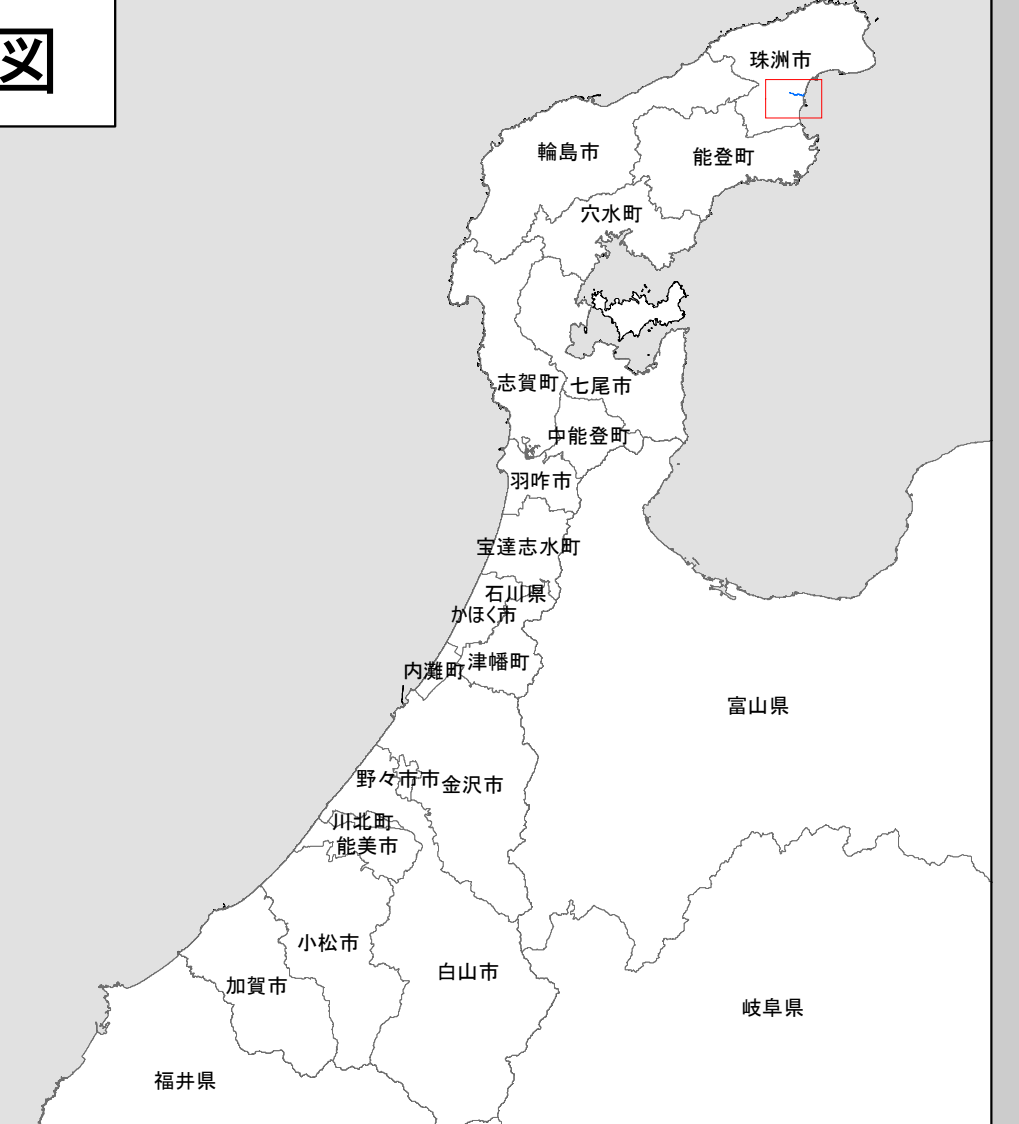 図
珠洲市
輪島市
能登町
穴水町
志賀町
七尾市
中能登町
羽咋市
宝達志水町
石川県
かほく市
津幡町
内灘町
富山県
野々市市
金沢市
川北町
能美市
小松市
白山市
加賀市
岐阜県
福井県